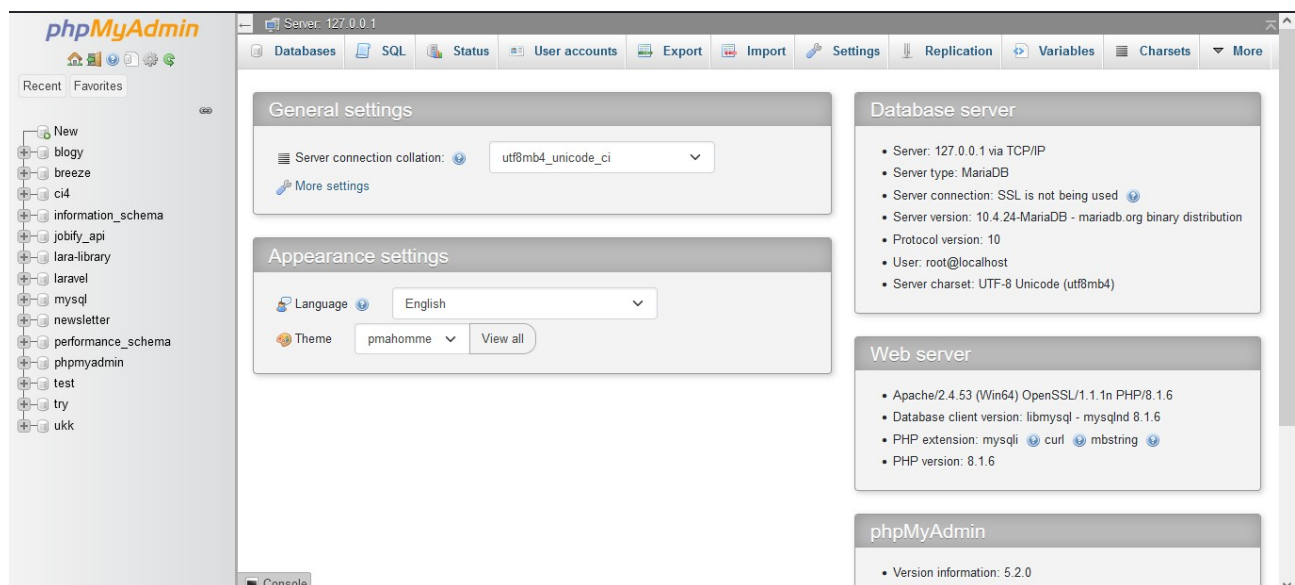 phpMyAdmin
Recent Favorites
New
blogy
breeze
ci4
information_schema
jobify_api
lara-library
laravel
mysql
newsletter
performance_schema
phpmyadmin
test
try
ukk
Server: 127.0.0.1
Databases SQL Status User accounts Export Import Settings Replication Variables Charsets More
General settings
Server connection collation: utf8mb4_unicode_ci
More settings
Appearance settings
Language English
Theme pmahomme View all
Database server
Server: 127.0.0.1 via TCP/IP
Server type: MariaDB
Server connection: SSL is not being used
Server version: 10.4.24-MariaDB - mariadb.org binary distribution
Protocol version: 10
User: root@localhost
Server charset: UTF-8 Unicode (utf8mb4)
Web server
Apache/2.4.53 (Win64) OpenSSL/1.1.1n PHP/8.1.6
Database client version: libmysql - mysqlnd 8.1.6
PHP extension: mysqli curl mbstring
PHP version: 8.1.6
phpMyAdmin
Version information: 5.2.0
Console